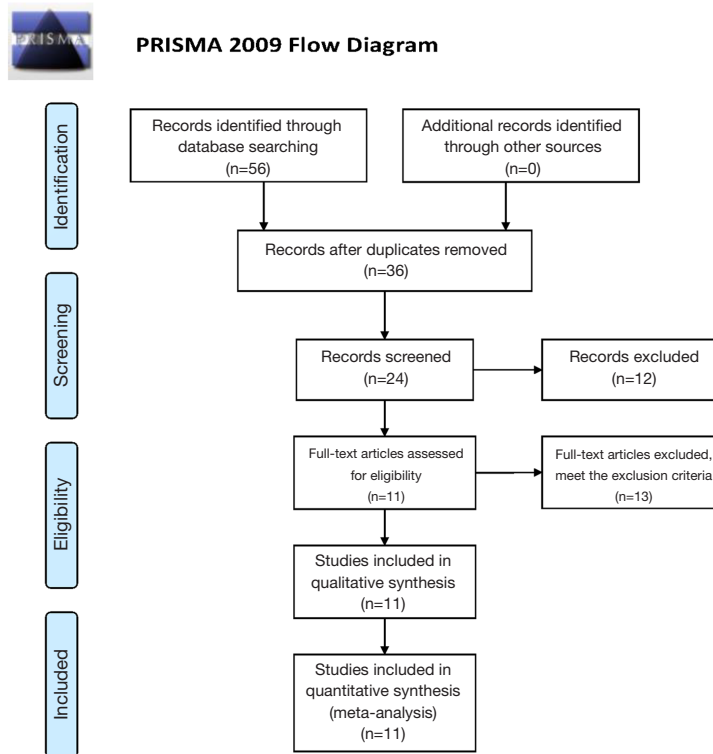 PRISMA
PRISMA 2009 Flow Diagram
Identification
Records identified through
database searching
(n=56)
Additional records identified
through other sources
(n=0)
Records after duplicates removed
(n=36)
Screening
Records screened
(n=24)
Records excluded
(n=12)
Eligibility
Full-text articles assessed
for eligibility
(n=11)
Full-text articles excluded,
meet the exclusion criteria
(n=13)
Studies included in
qualitative synthesis
(n=11)
Included
Studies included in
quantitative synthesis
(meta-analysis)
(n=11)